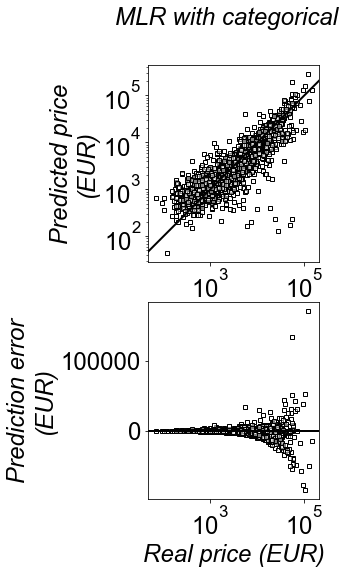 MLR with categorical
Predicted price
(EUR)
10^5
10^4
10^3
10^2
10^3 10^5
Prediction error
(EUR)
100000
0
10^3 10^5
Real price (EUR)